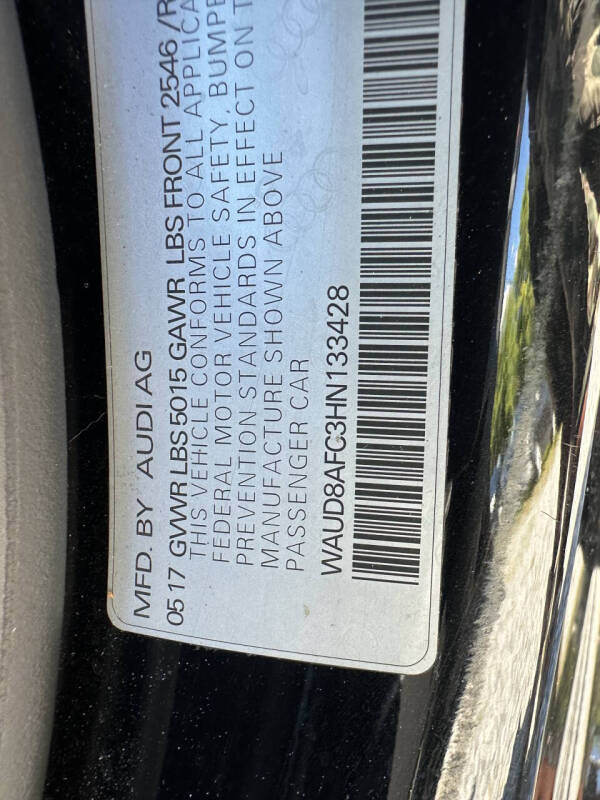 MFD. BY AUDI AG
05 17 GVWR LBS 5015 GAWR LBS FRONT 2546 /R
THIS VEHICLE CONFORMS TO ALL APPLICA
FEDERAL MOTOR VEHICLE SAFETY, BUMPE
PREVENTION STANDARDS IN EFFECT ON T
MANUFACTURE SHOWN ABOVE
PASSENGER CAR
WAUD8AFC3HN133428